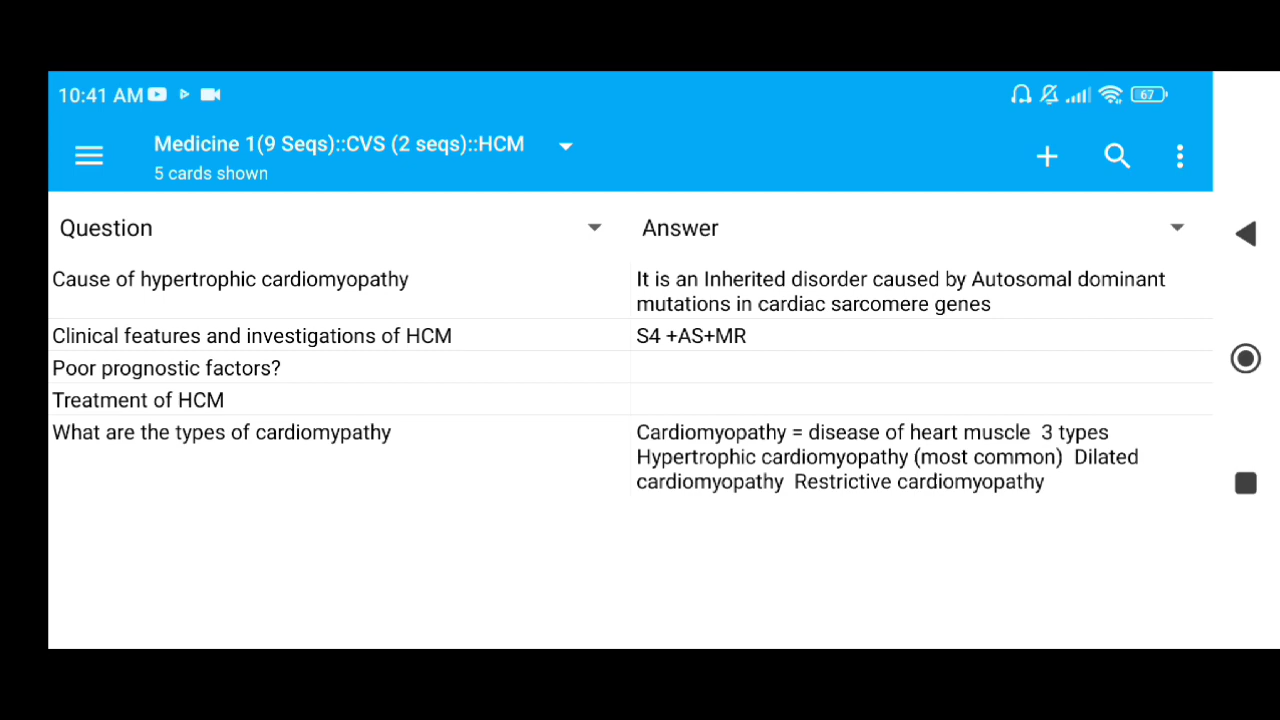 10:41 AM
67
Medicine 1(9 Seqs)::CVS (2 seqs)::HCM
5 cards shown
Question
Answer
Cause of hypertrophic cardiomyopathy
It is an Inherited disorder caused by Autosomal dominant
mutations in cardiac sarcomere genes
Clinical features and investigations of HCM
S4 +AS+MR
Poor prognostic factors?
Treatment of HCM
What are the types of cardiomypathy
Cardiomyopathy = disease of heart muscle 3 types
Hypertrophic cardiomyopathy (most common) Dilated
cardiomyopathy Restrictive cardiomyopathy